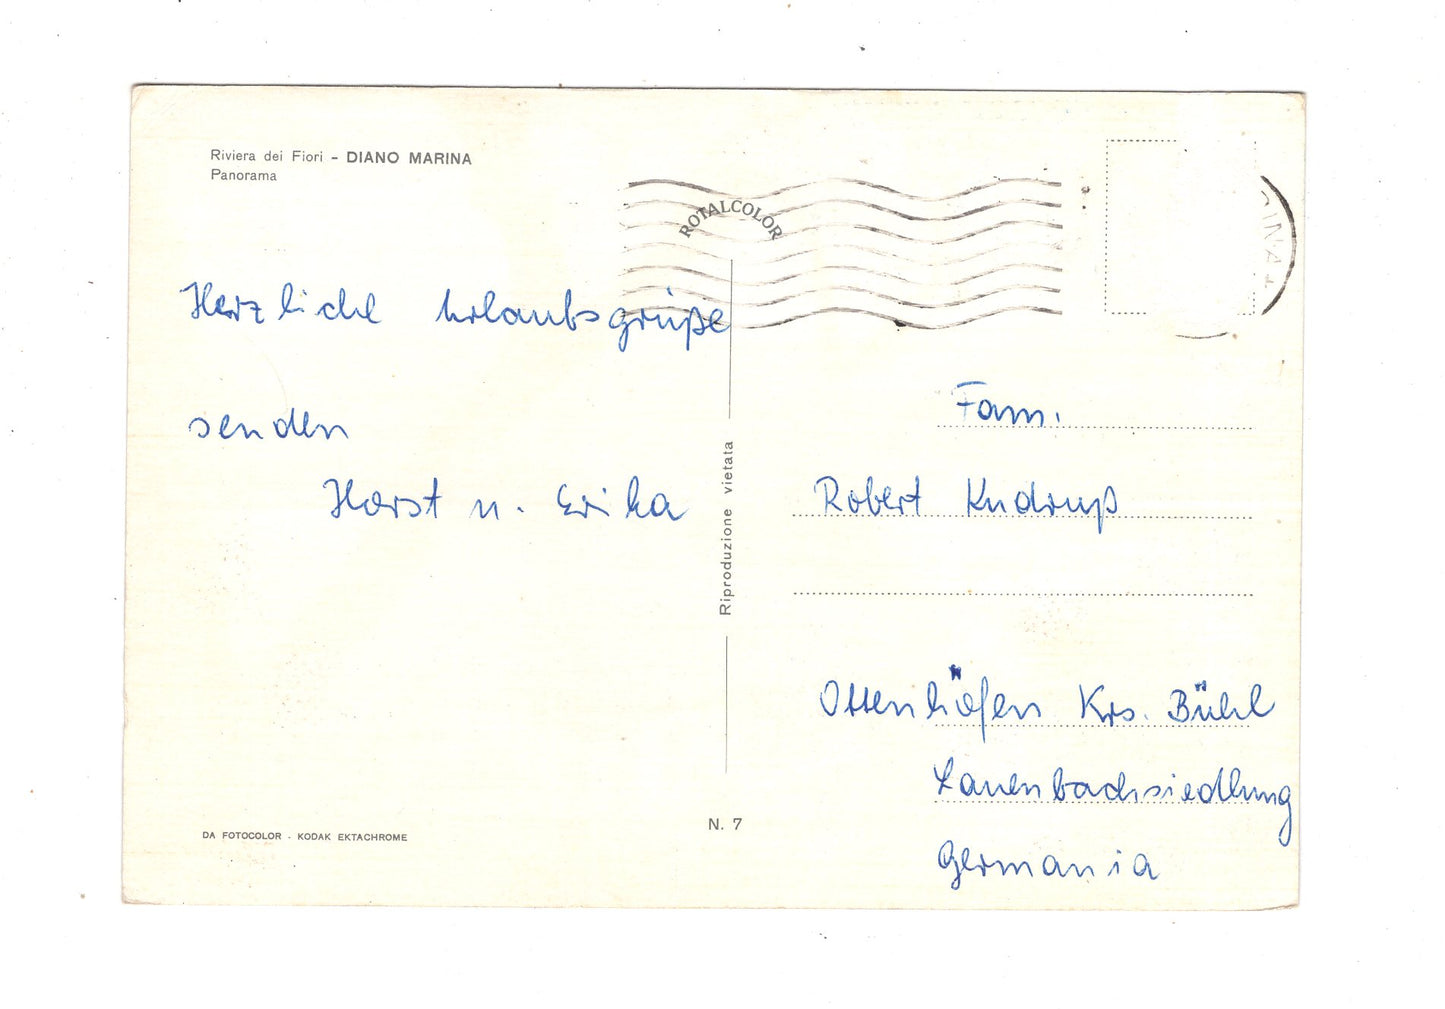 Riviera dei Fiori - DIANO MARINA
Panorama
ROTALCOLOR
Herzliche Urlaubsgrüße
senden
Horst u. Erika
Reproduzione vietata
Fam.
Robert
Ottenhöfen Krs. Bühl
Lauenbachsiedlung
Germania
DA FOTOCOLOR - KODAK EKTACHROME
N. 7